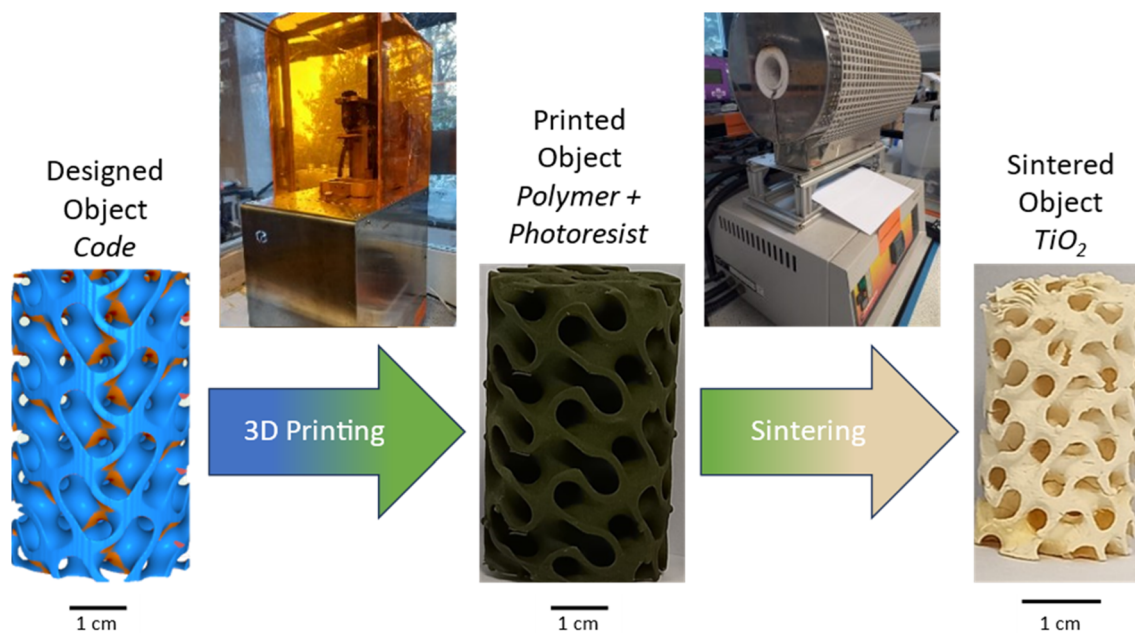 Designed
Object
Code
3D Printing
Printed
Object
Polymer +
Photoresist
Sintering
Sintered
Object
TiO₂
1 cm
1 cm
1 cm